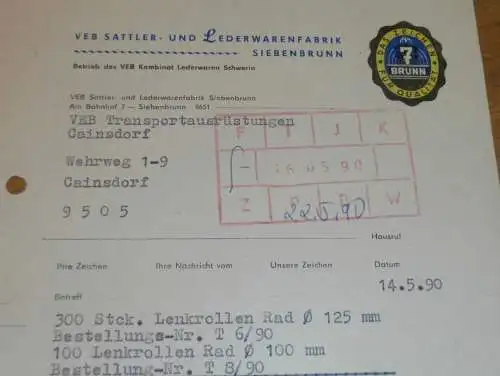 VEB SATTLER- UND LEDERWARENFABRIK
SIEBENBRUNN
Betrieb des VEB Kombinat Lederwaren Schwerin
DAS ZEICHEN
7
BRUNN
FÜR QUALITÄT
VEB Sattler- und Lederwarenfabrik Siebenbrunn
Am Bahnhof 7 — Siebenbrunn 9651
VEB Transportausrüstungen
Cainsdorf
Wehrweg 1-9
Cainsdorf
9505
F I J K
16.05.90
Z W
22.5.90
Hausruf
Ihre Zeichen Ihre Nachricht vom Unsere Zeichen Datum
14.5.90
Betreff
300 Stck. Lenkrollen Rad Ø 125 mm
Bestellungs-Nr. T 6/90
100 Lenkrollen Rad Ø 100 mm
Bestellungs-Nr. T 8/90